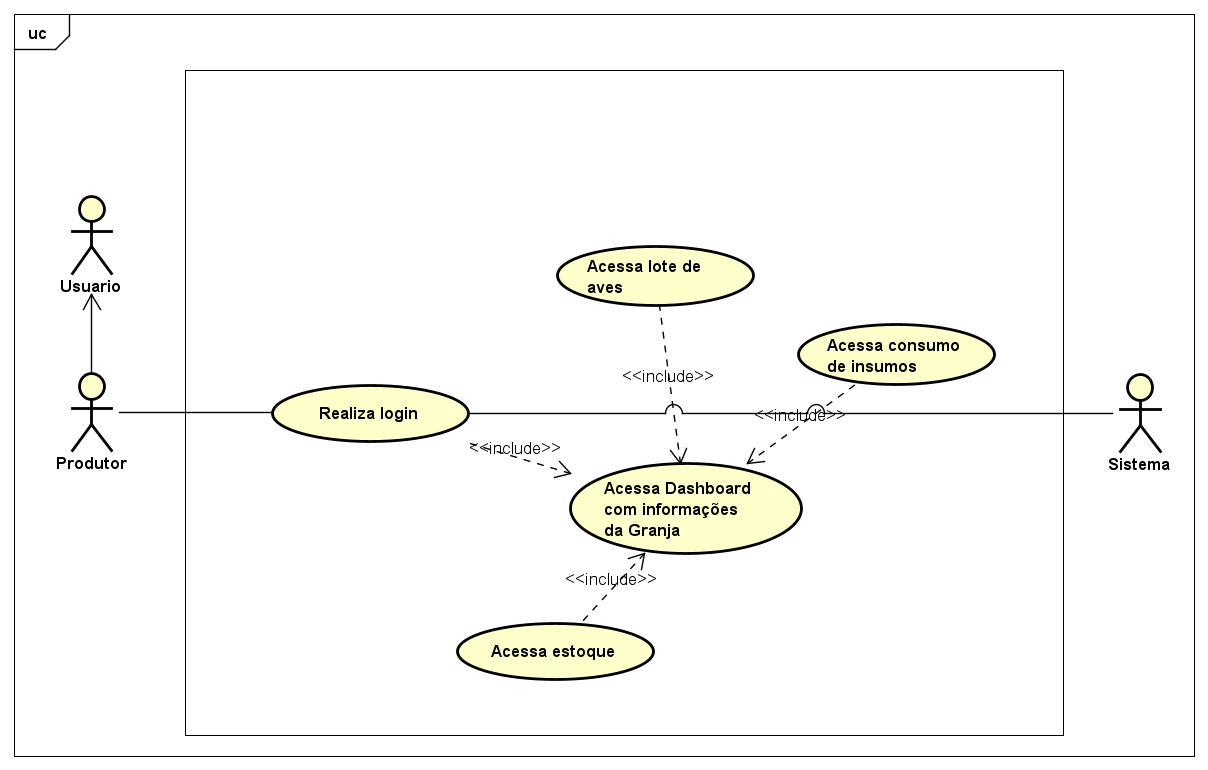 uc
Usuario
Acessa lote de
aves
Acessa consumo
de insumos
<<include>>
Produtor
Realiza login
<<include>>
Sistema
<<include>>
Acessa Dashboard
com informações
da Granja
<<include>>
Acessa estoque